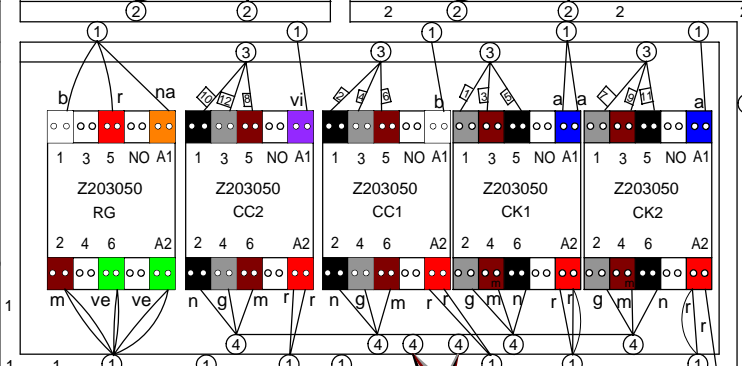 2 2 2 2 2 2
1 1 1 1 1
3 3 3 3
10 12 8 2 4 6 1 3 5 7 9 11
b r na vi b a a a
1 3 5 NO A1 1 3 5 NO A1 1 3 5 NO A1 1 3 5 NO A1 1 3 5 NO A1
Z203050 Z203050 Z203050 Z203050 Z203050
RG CC2 CC1 CK1 CK2
2 4 6 A2 2 4 6 A2 2 4 6 A2 2 4 6 A2 2 4 6 A2
m m
m ve ve n g m r r n g m r r g m n r r g m n r
1 r
4 4 4 4 4 4
1 1 1 1 1 1 1 1 1